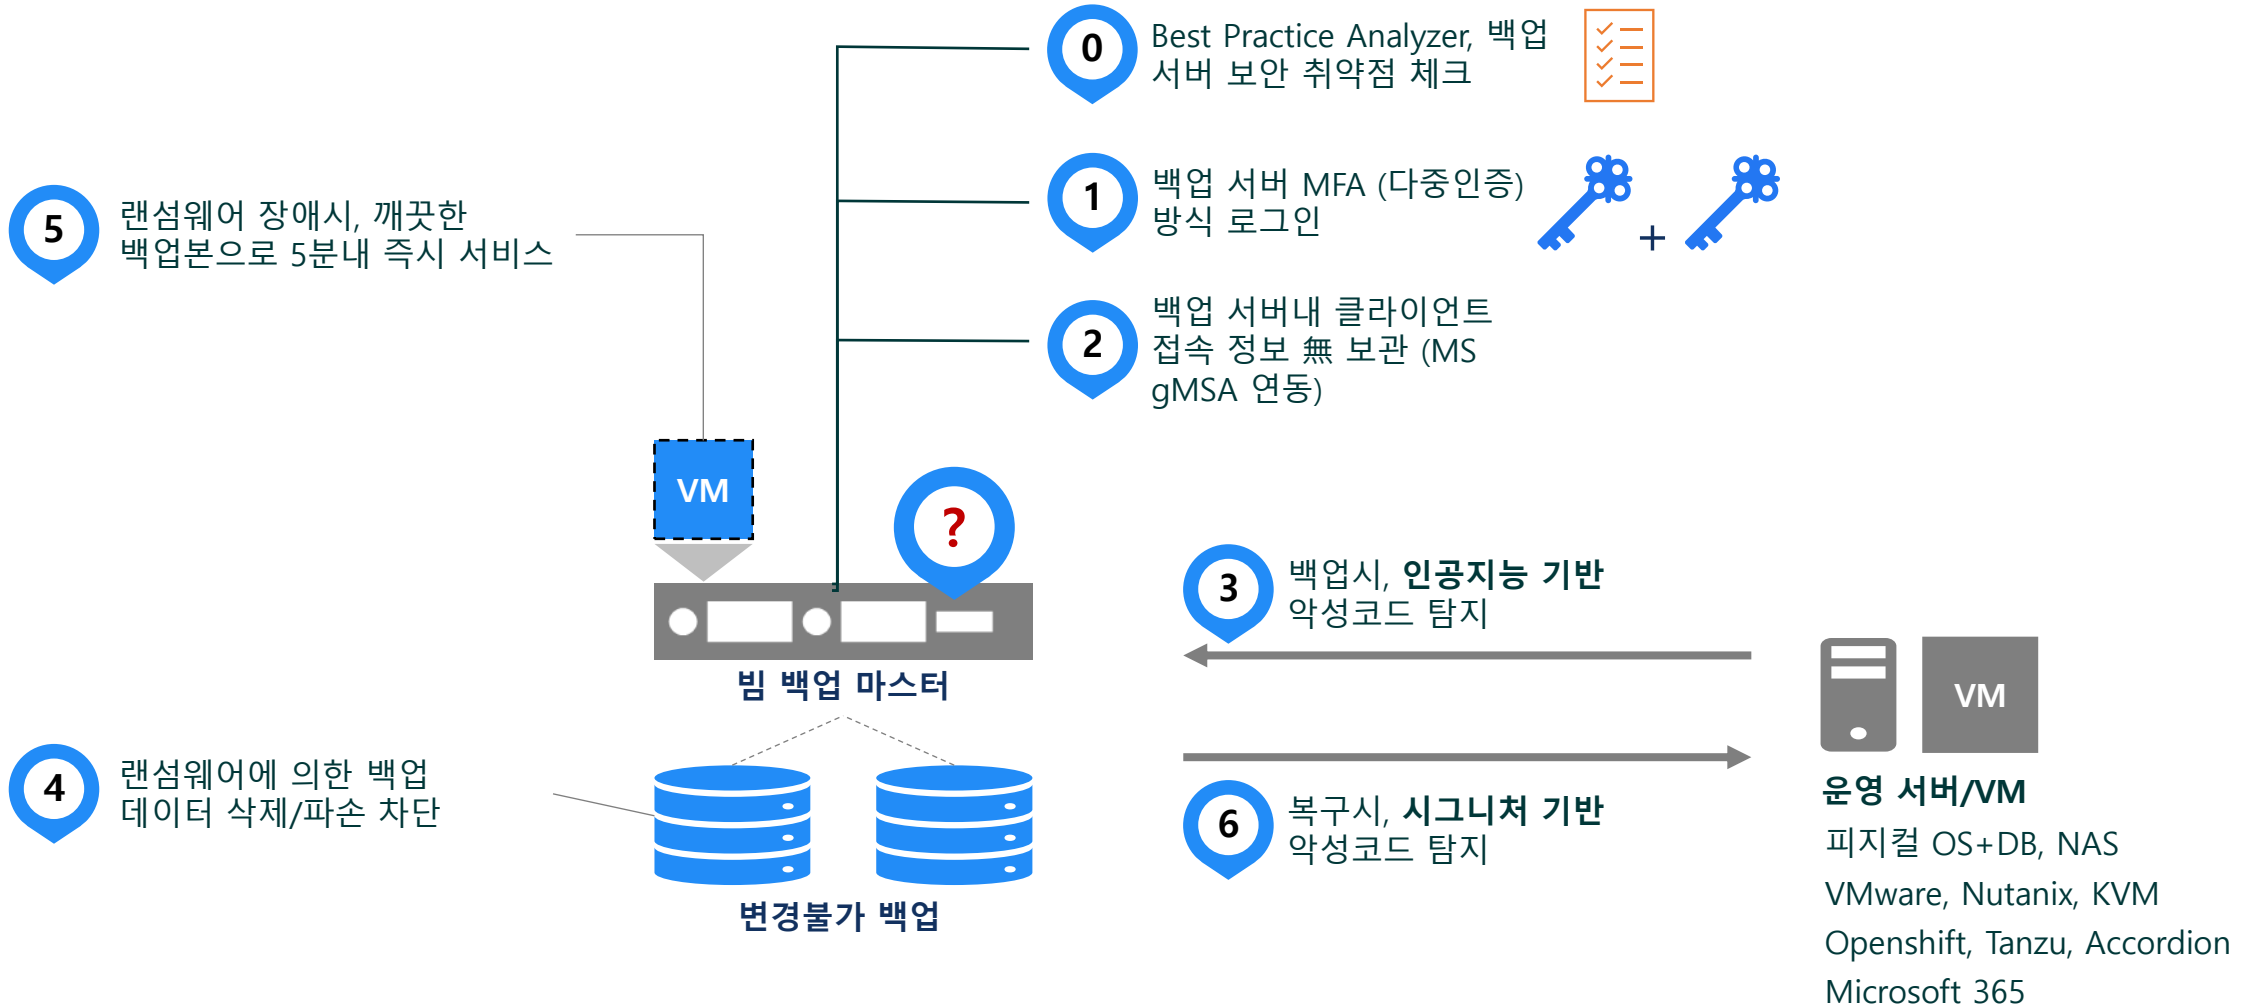 0
Best Practice Analyzer, 백업
서버 보안 취약점 체크
1
백업 서버 MFA (다중인증)
방식 로그인
+
2
백업 서버내 클라이언트
접속 정보 無 보관 (MS
gMSA 연동)
5
랜섬웨어 장애시, 깨끗한
백업본으로 5분내 즉시 서비스
VM
?
빔 백업 마스터
3
백업시, 인공지능 기반
악성코드 탐지
4
랜섬웨어에 의한 백업
데이터 삭제/파손 차단
변경불가 백업
6
복구시, 시그니처 기반
악성코드 탐지
VM
운영 서버/VM
피지컬 OS+DB, NAS
VMware, Nutanix, KVM
Openshift, Tanzu, Accordion
Microsoft 365